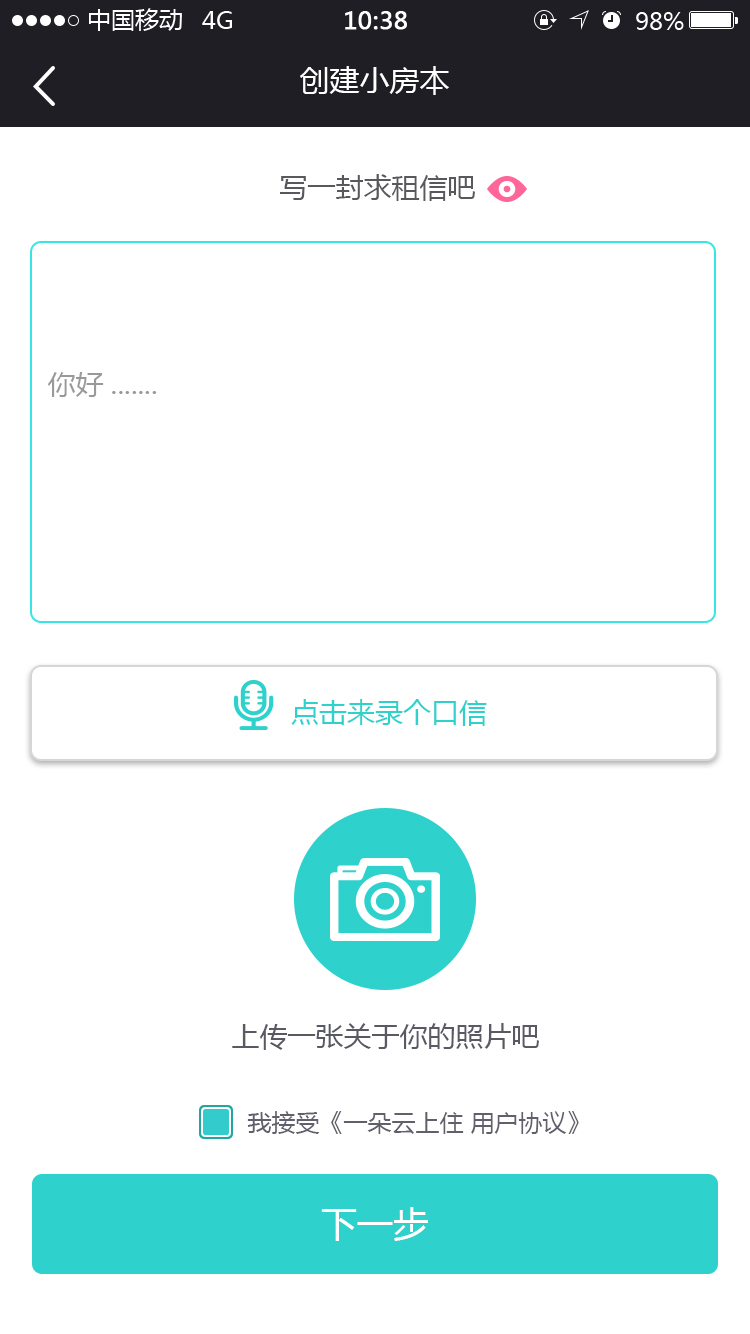 中国移动 4G 10:38 98%
创建小房本
写一封求租信吧
你好 .......
点击来录个口信
上传一张关于你的照片吧
我接受《一朵云上住 用户协议》
下一步